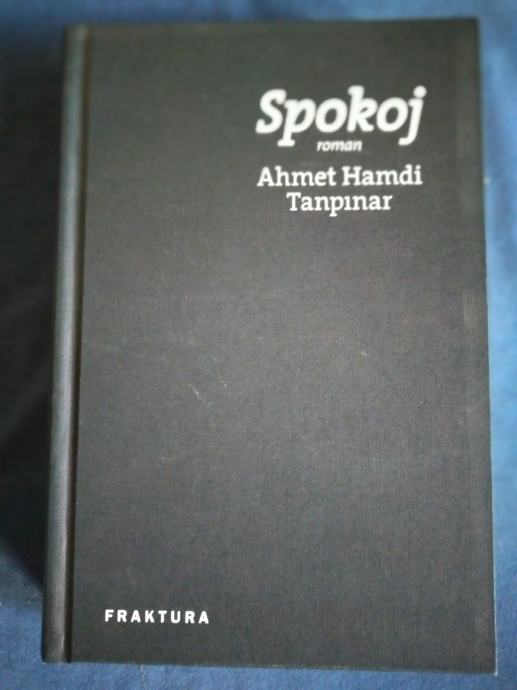 Spokoj
roman
Ahmet Hamdi
Tanpınar
FRAKTURA